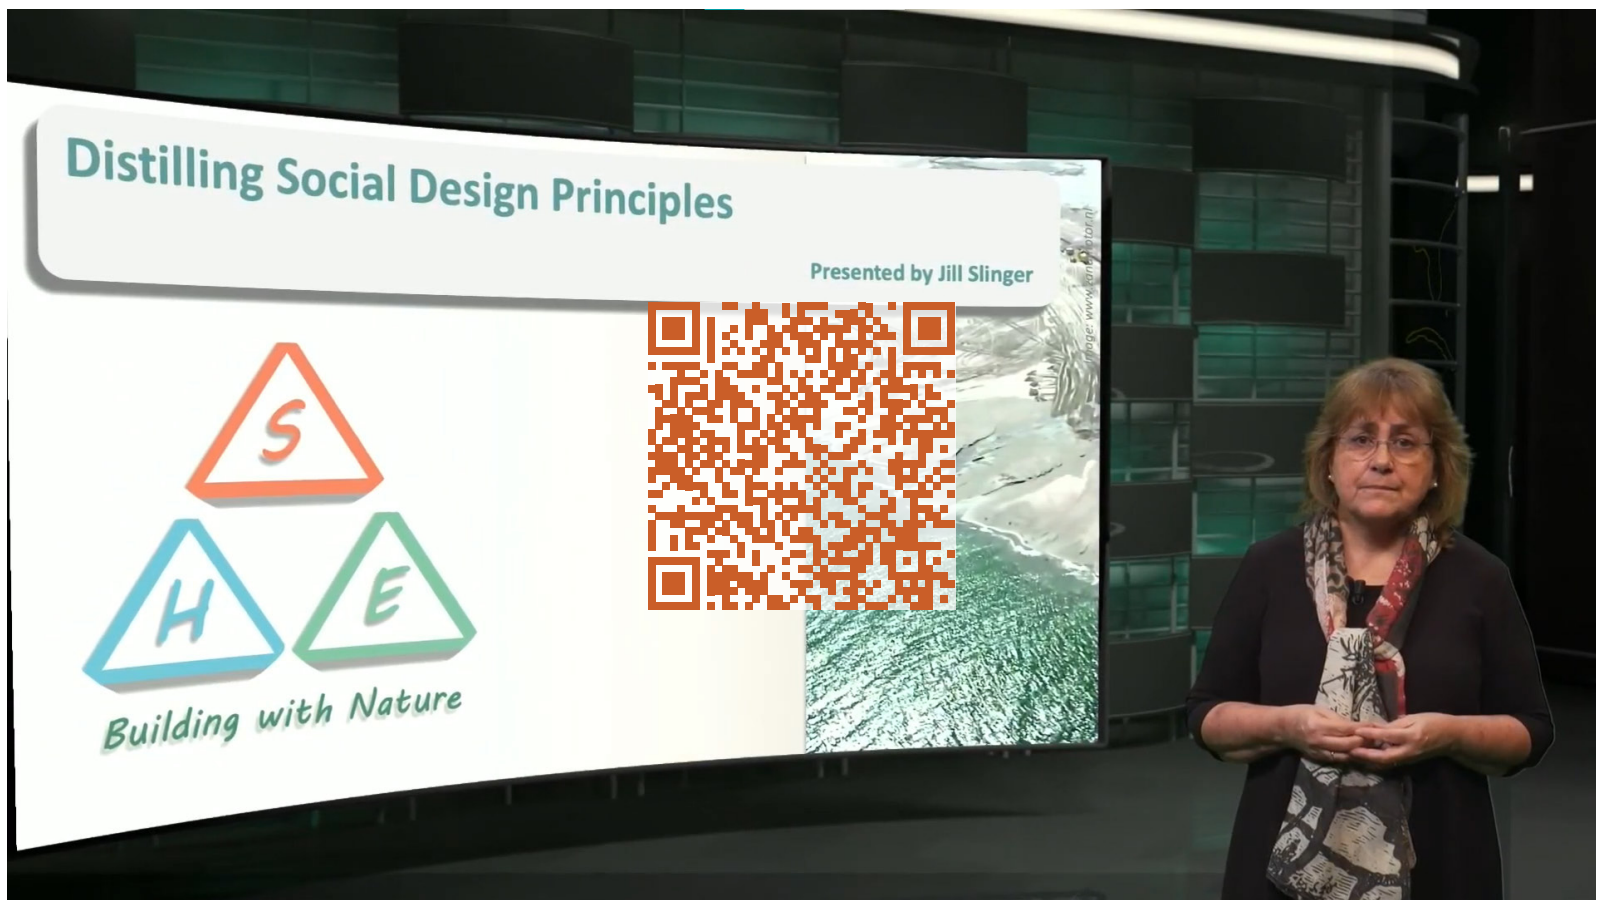 Distilling Social Design Principles
Presented by Jill Slinger
S
H
E
Building with Nature